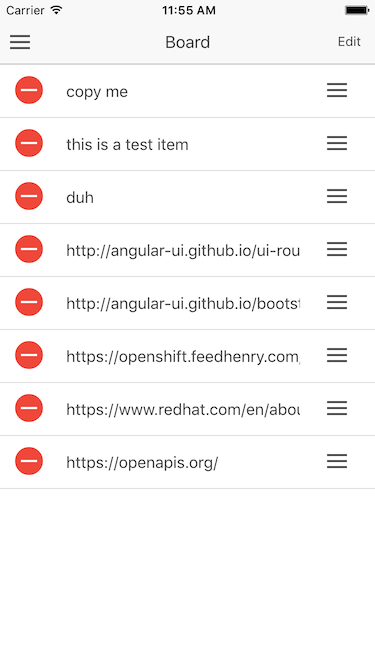 Carrier 11:55 AM
Board Edit
copy me
this is a test item
duh
http://angular-ui.github.io/ui-rou
http://angular-ui.github.io/boots
https://openshift.feedhenry.com
https://www.redhat.com/en/abou
https://openapis.org/